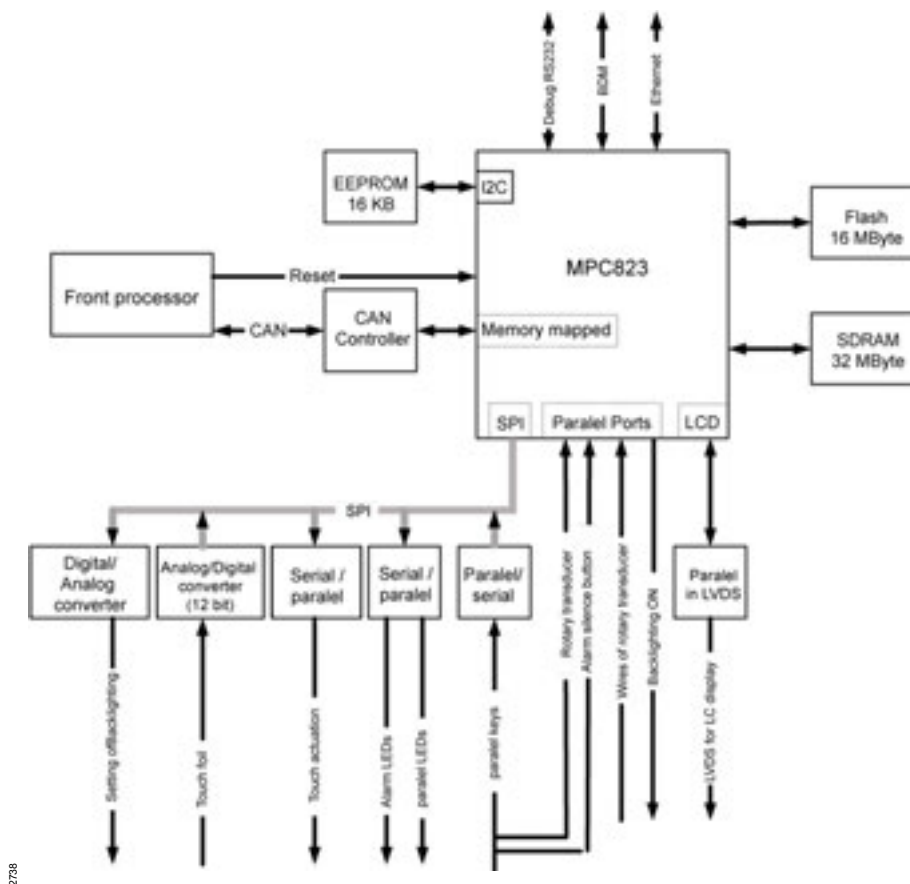 Debug RS232
BDM
Ethernet
EEPROM
16 KB
I2C
Flash
16 MByte
MPC823
Front processor
Reset
CAN
CAN
Controller
Memory mapped
SDRAM
32 MByte
SPI
Paralel Ports
LCD
SPI
Digital/
Analog
converter
Analog/Digital
converter
(12 bit)
Serial /
paralel
Serial /
paralel
Paralel/
serial
Rotary transducer
Alarm silence button
Wires of rotary transducer
Backlighting ON
Paralel
in LVDS
Setting ofBacklighting
Touch foil
Touch actuation
Alarm LEDs
paralel LEDs
paralel keys
LVDS for LC display
2738